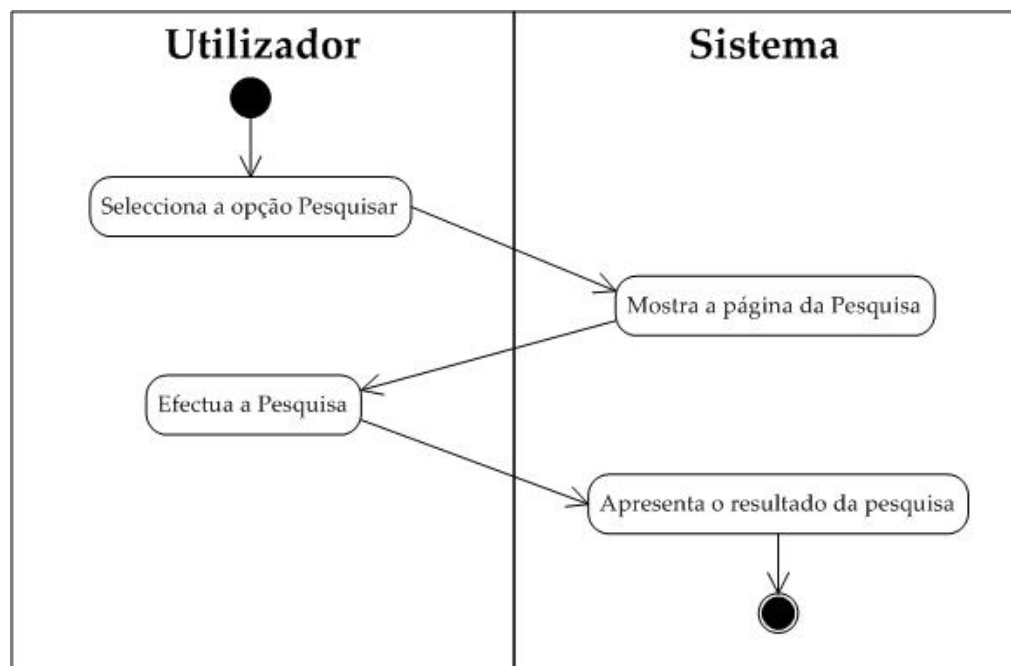 Utilizador
Sistema
Selecciona a opção Pesquisar
Mostra a página da Pesquisa
Efectua a Pesquisa
Apresenta o resultado da pesquisa